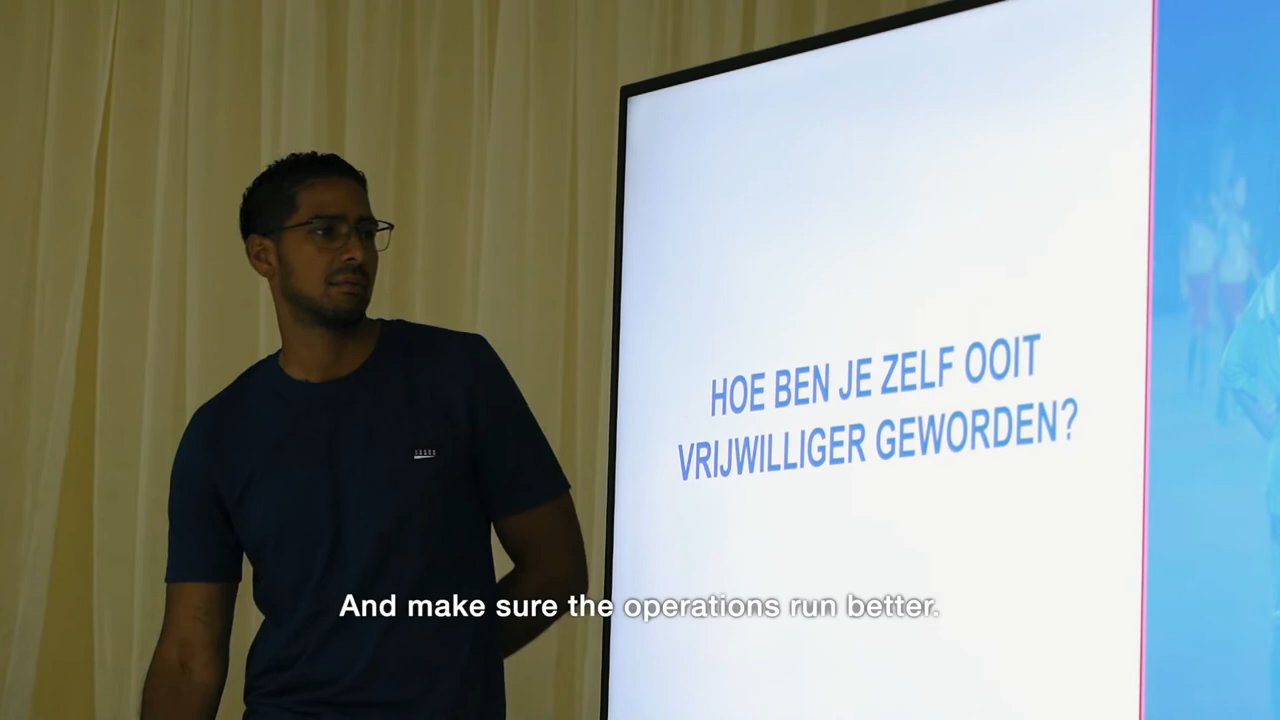 HOE BEN JE ZELF OOIT
VRIJWILLIGER GEWORDEN?
And make sure the operations run better.